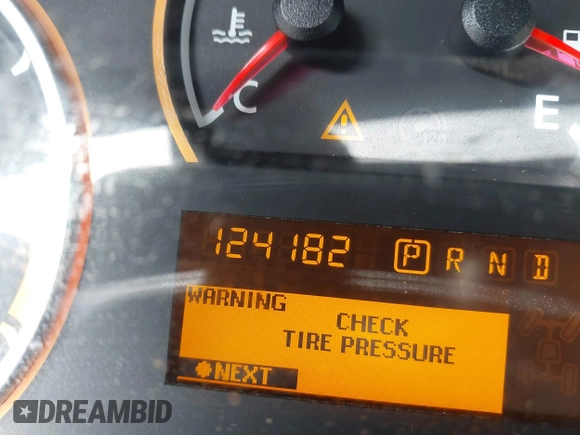 C
E
124182 P R N D
WARNING
CHECK
TIRE PRESSURE
NEXT
DREAMBID